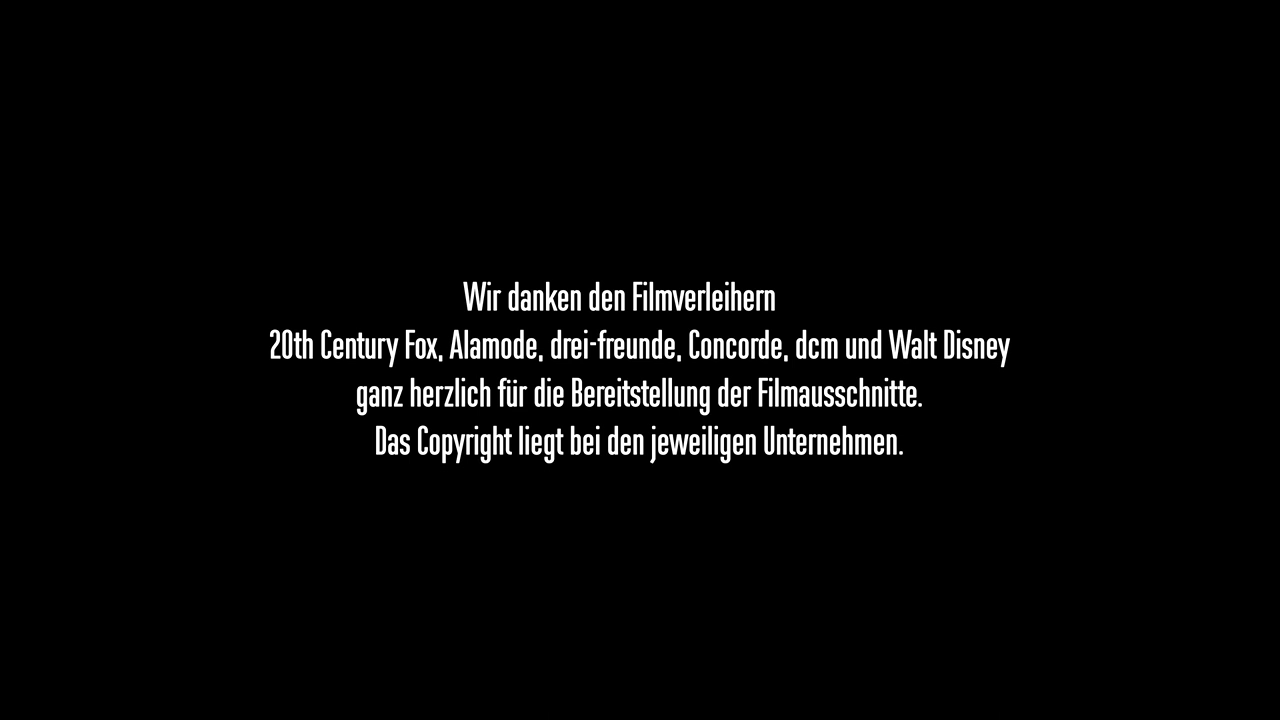 Wir danken den Filmverleihern
20th Century Fox, Alamode, drei-freunde, Concorde, dcm und Walt Disney
ganz herzlich für die Bereitstellung der Filmausschnitte.
Das Copyright liegt bei den jeweiligen Unternehmen.